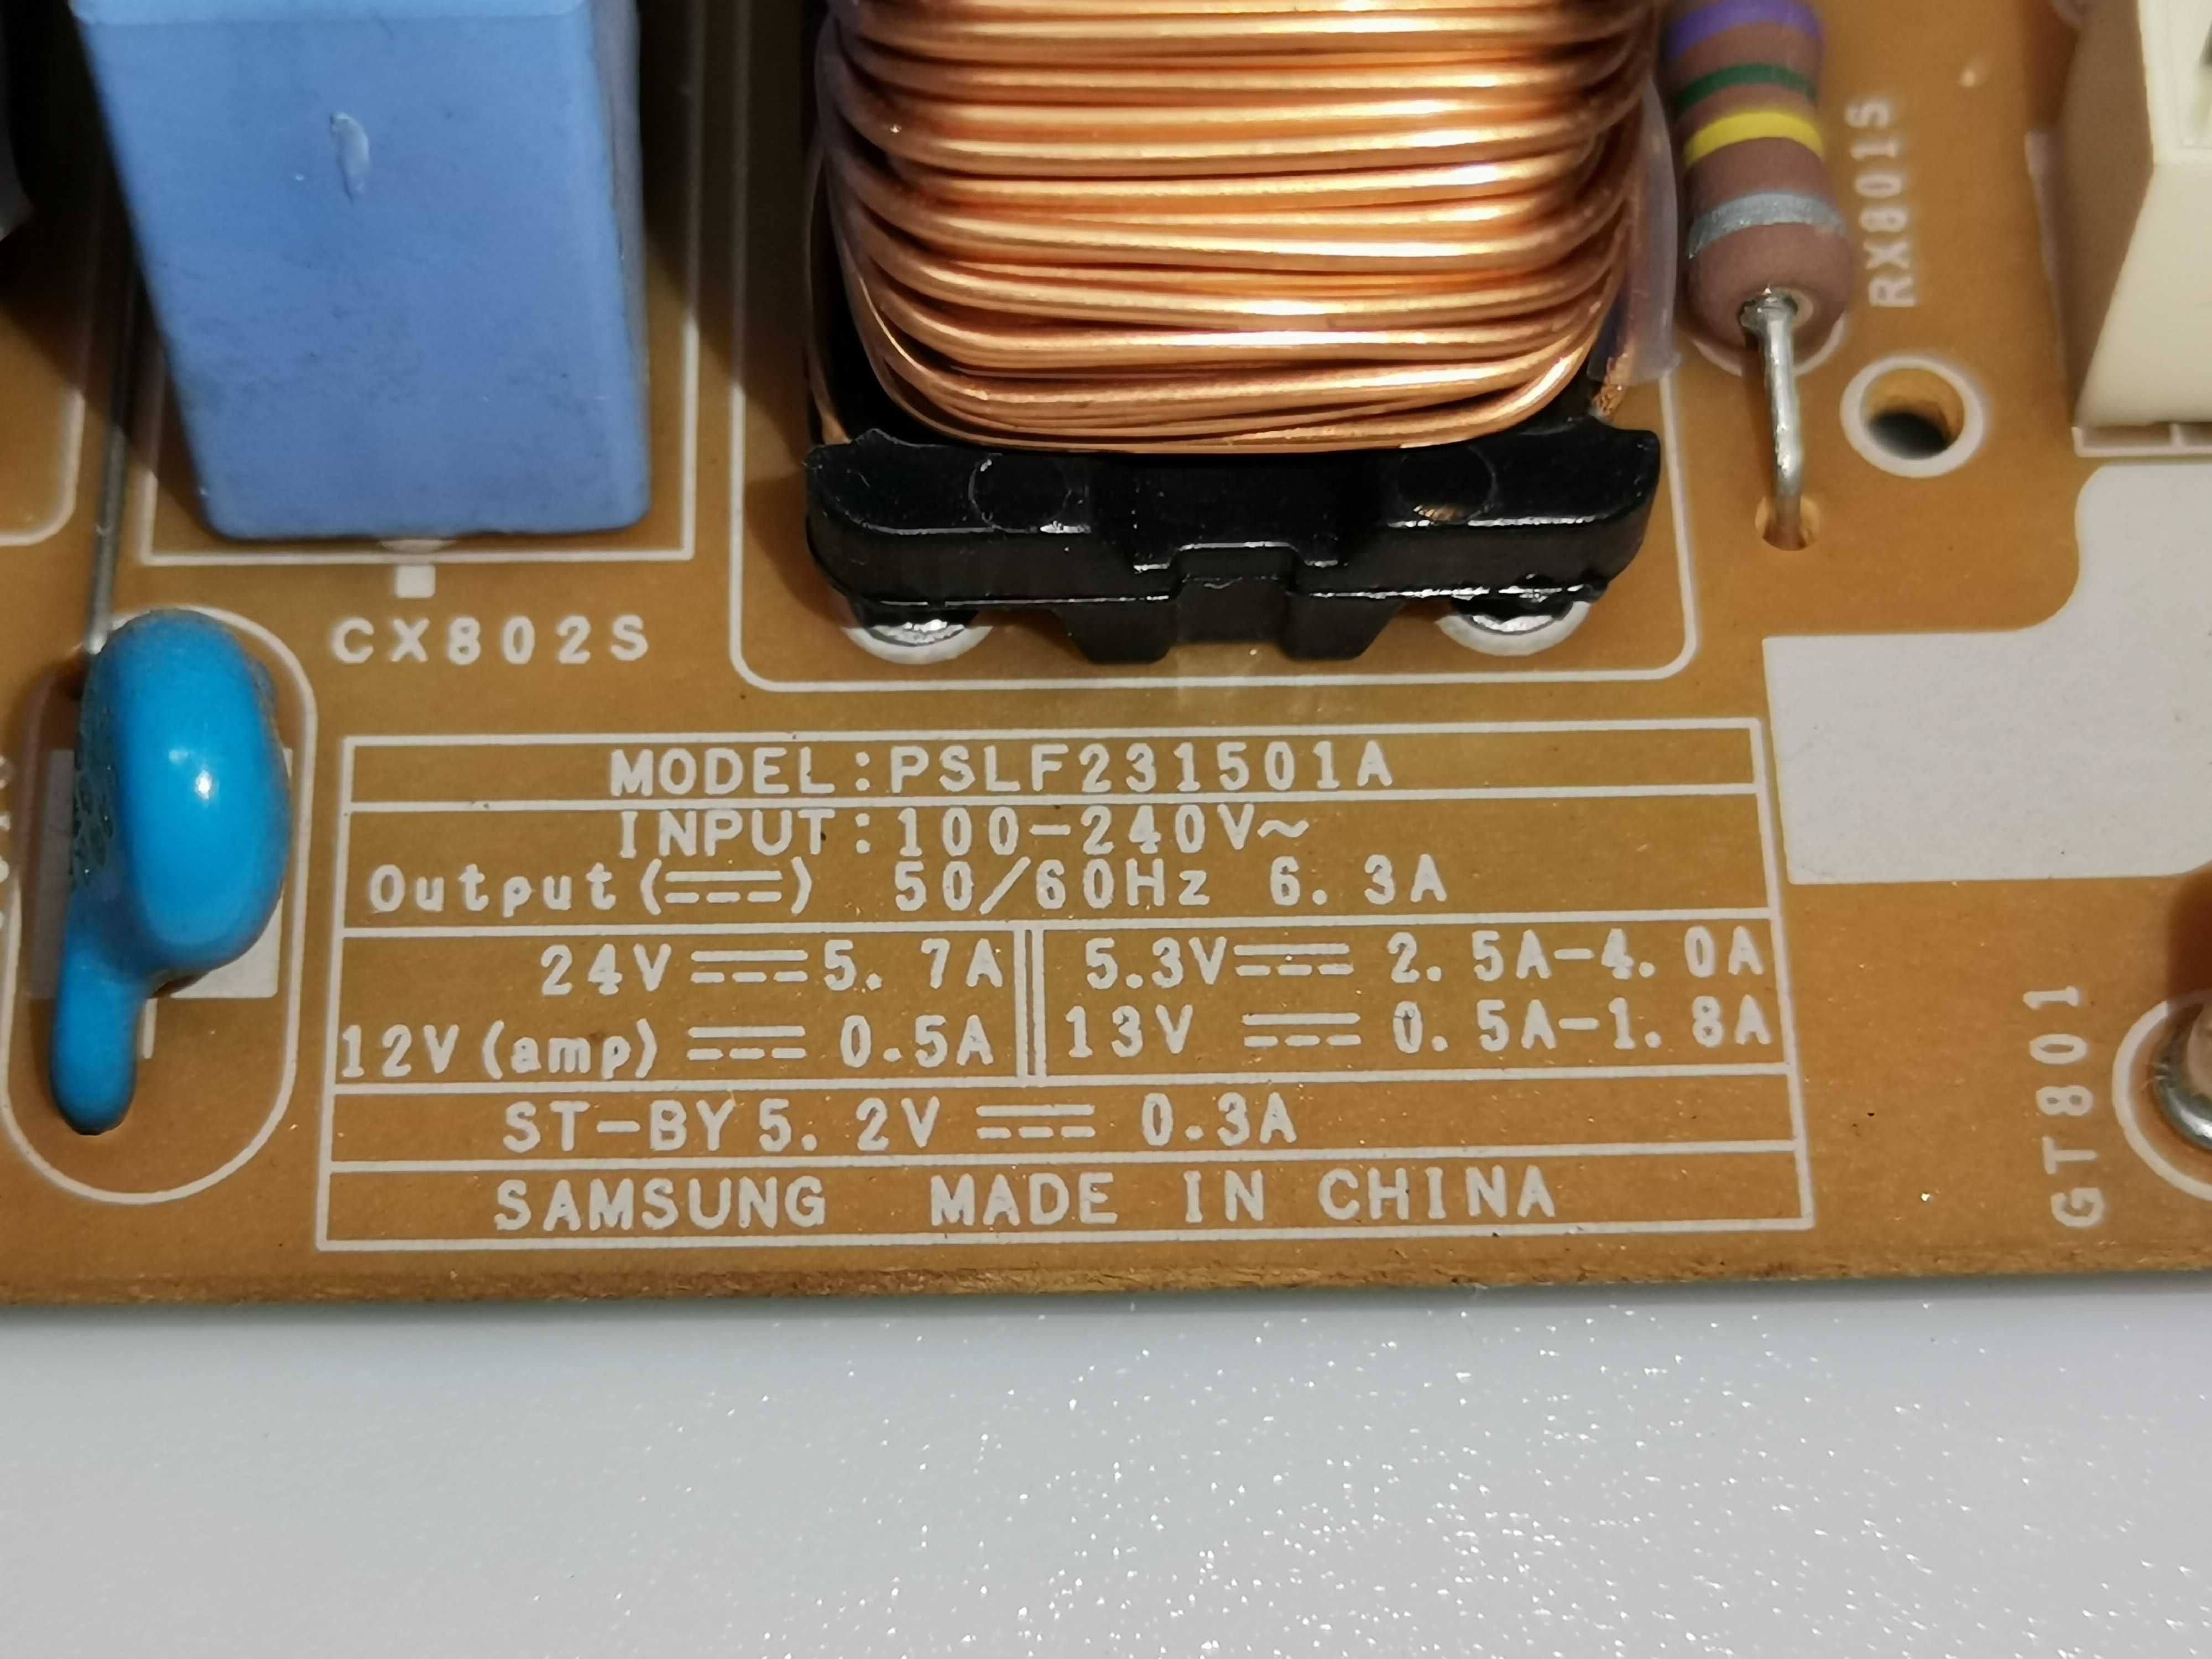 RX801S
CX802S
MODEL:PSLF231501A
INPUT:100-240V~
Output(⎓) 50/60Hz 6.3A
24V⎓5.7A 5.3V⎓ 2.5A-4.0A
12V(amp)⎓ 0.5A 13V ⎓ 0.5A-1.8A
ST-BY 5.2V ⎓ 0.3A
SAMSUNG MADE IN CHINA
GT801